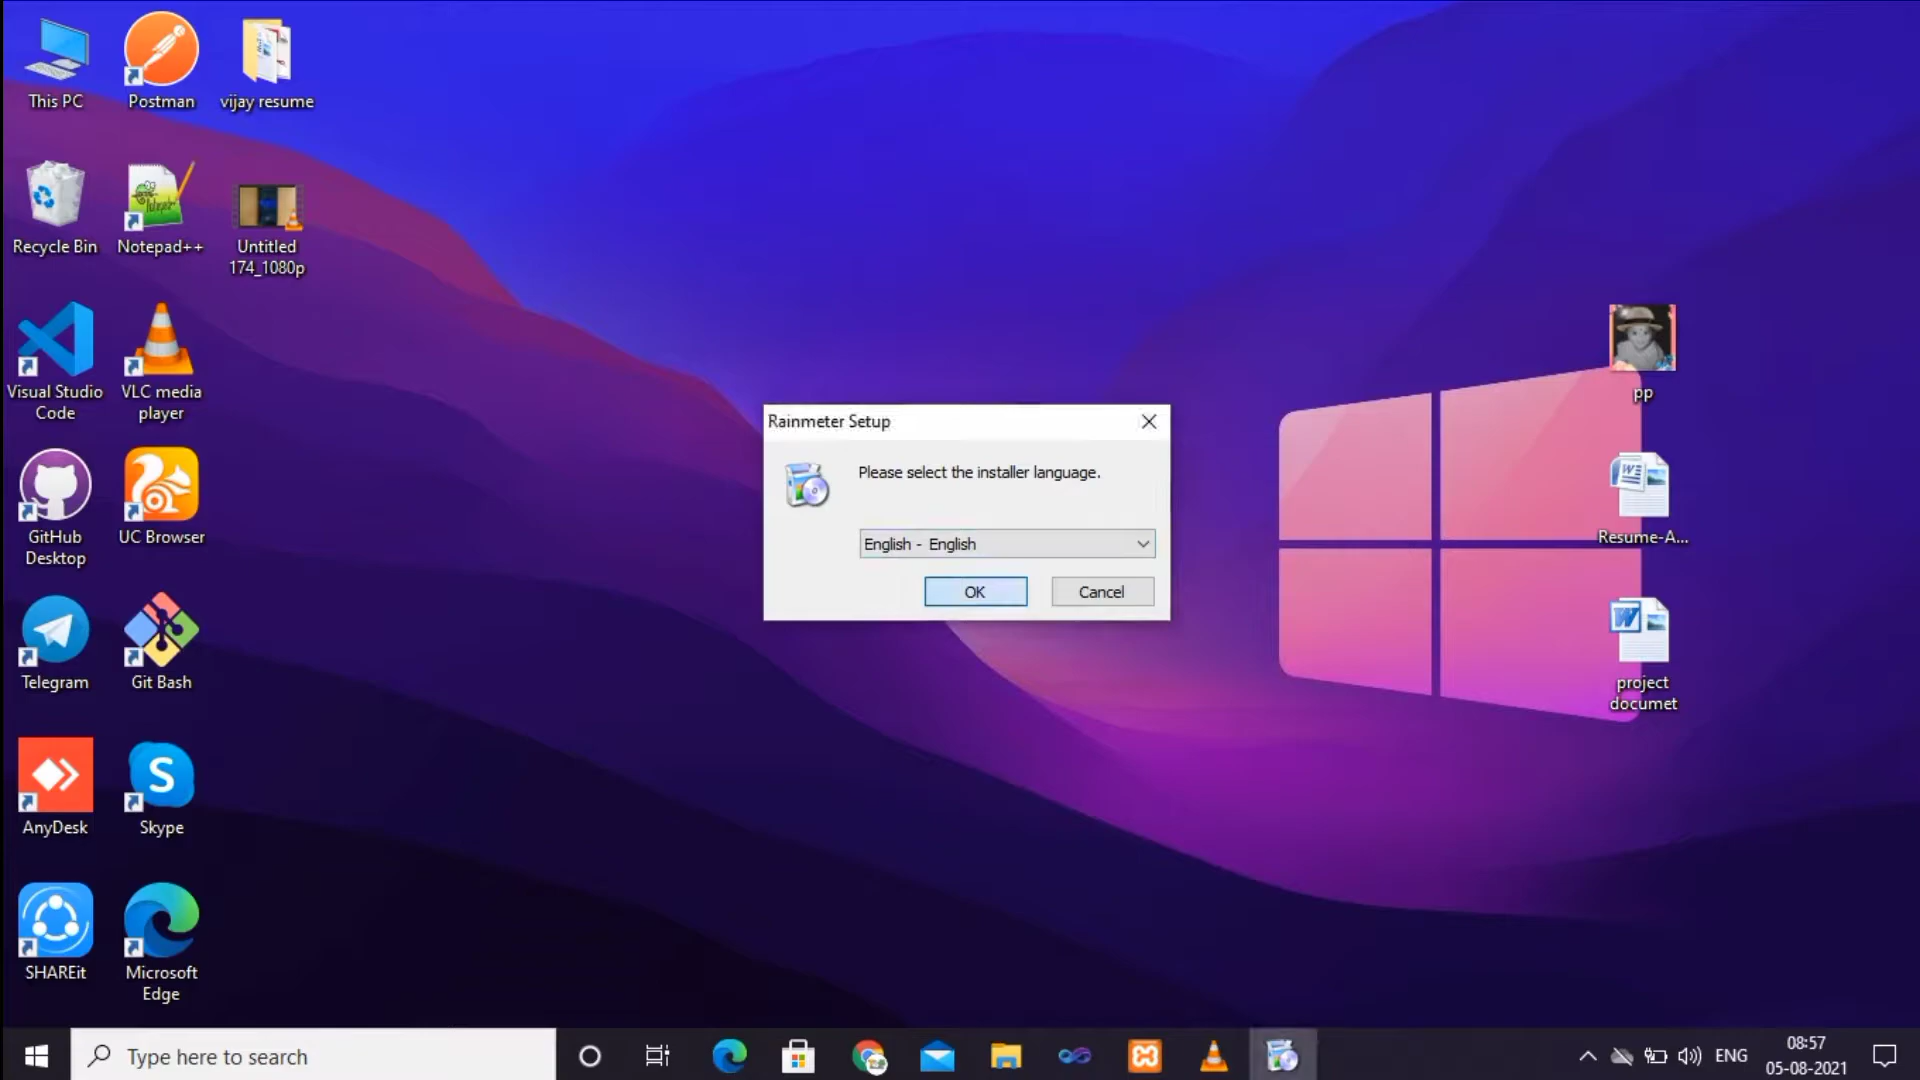 This PC
Postman
vijay resume
Recycle Bin
Notepad++
Untitled
174_1080p
Visual Studio
Code
VLC media
player
GitHub
Desktop
UC Browser
Telegram
Git Bash
AnyDesk
Skype
SHAREit
Microsoft
Edge
Rainmeter Setup
Please select the installer language.
English - English
OK
Cancel
pp
Resume-A...
project
documet
Type here to search
ENG
08:57
05-08-2021